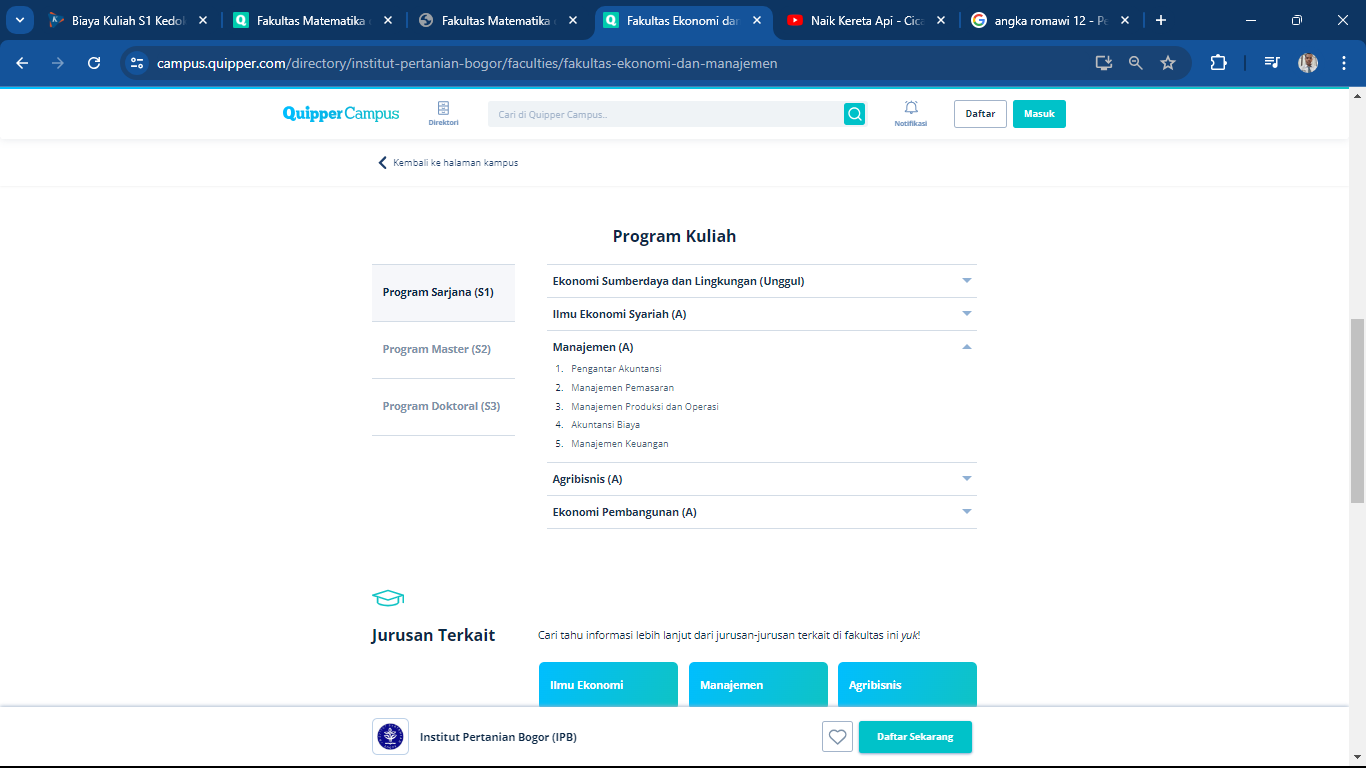 Biaya Kuliah S1 Kedok
Fakultas Matematika
Fakultas Matematika
Fakultas Ekonomi dan
Naik Kereta Api - Cica
angka romawi 12 - Pe
campus.quipper.com/directory/institut-pertanian-bogor/faculties/fakultas-ekonomi-dan-manajemen
Quipper Campus
Direktori
Cari di Quipper Campus..
Notifikasi
Daftar
Masuk
Kembali ke halaman kampus
Program Kuliah
Program Sarjana (S1)
Program Master (S2)
Program Doktoral (S3)
Ekonomi Sumberdaya dan Lingkungan (Unggul)
Ilmu Ekonomi Syariah (A)
Manajemen (A)
1. Pengantar Akuntansi
2. Manajemen Pemasaran
3. Manajemen Produksi dan Operasi
4. Akuntansi Biaya
5. Manajemen Keuangan
Agribisnis (A)
Ekonomi Pembangunan (A)
Jurusan Terkait
Cari tahu informasi lebih lanjut dari jurusan-jurusan terkait di fakultas ini yuk!
Ilmu Ekonomi
Manajemen
Agribisnis
Institut Pertanian Bogor (IPB)
Daftar Sekarang